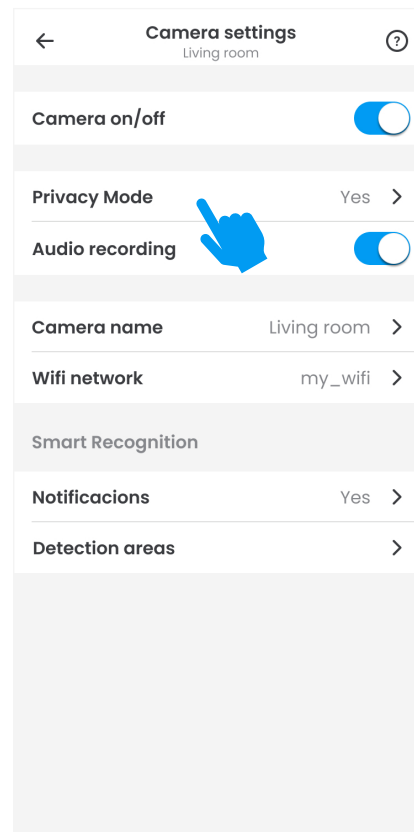 Camera settings
Living room
?
Camera on/off
Privacy Mode Yes
Audio recording
Camera name Living room
Wifi network my_wifi
Smart Recognition
Notificacions Yes
Detection areas